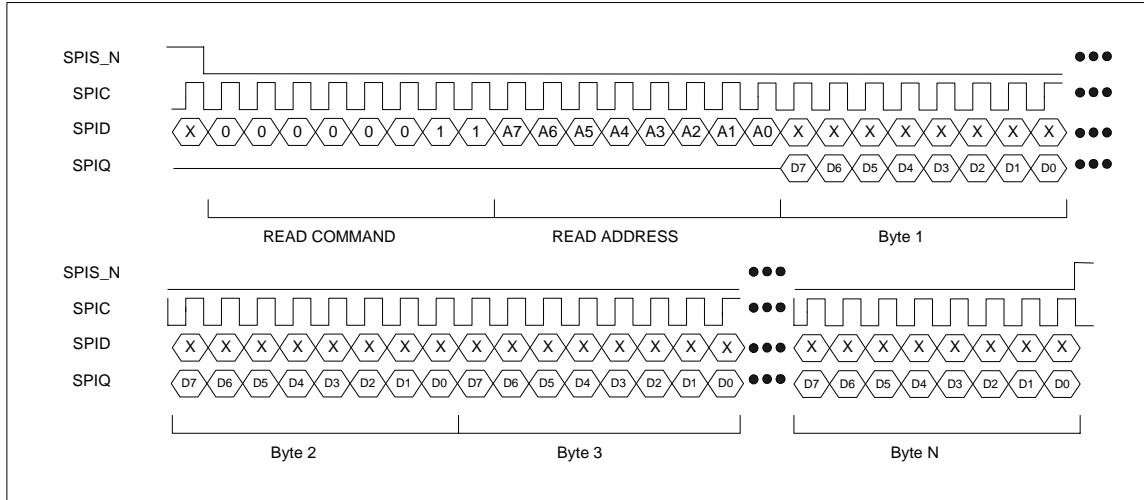 SPIS_N
SPIC
SPID X 0 0 0 0 0 0 1 1 A7 A6 A5 A4 A3 A2 A1 A0 X X X X X X X X
SPIQ D7 D6 D5 D4 D3 D2 D1 D0
READ COMMAND READ ADDRESS Byte 1
SPIS_N
SPIC
SPID X X X X X X X X X X X X X X X X X X X X X X X X
SPIQ D7 D6 D5 D4 D3 D2 D1 D0 D7 D6 D5 D4 D3 D2 D1 D0 D7 D6 D5 D4 D3 D2 D1 D0
Byte 2 Byte 3 Byte N